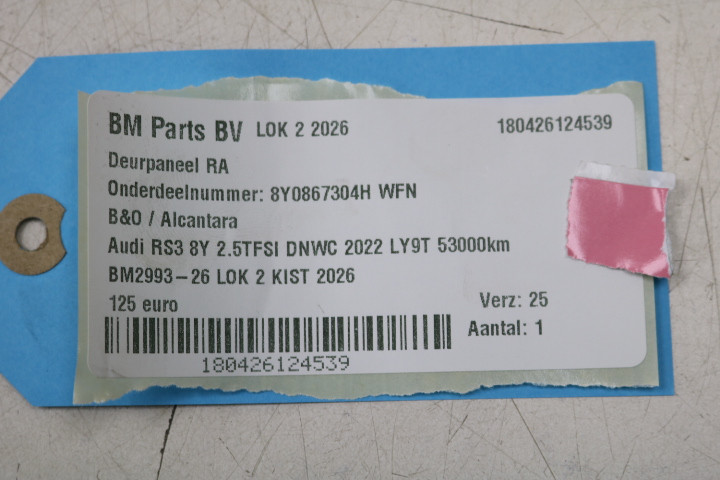 BM Parts BV LOK 2 2026 180426124539
Deurpaneel RA
Onderdeelnummer: 8Y0867304H WFN
B&O / Alcantara
Audi RS3 8Y 2.5TFSI DNWC 2022 LY9T 53000km
BM2993-26 LOK 2 KIST 2026
125 euro Verz: 25
Aantal: 1
180426124539